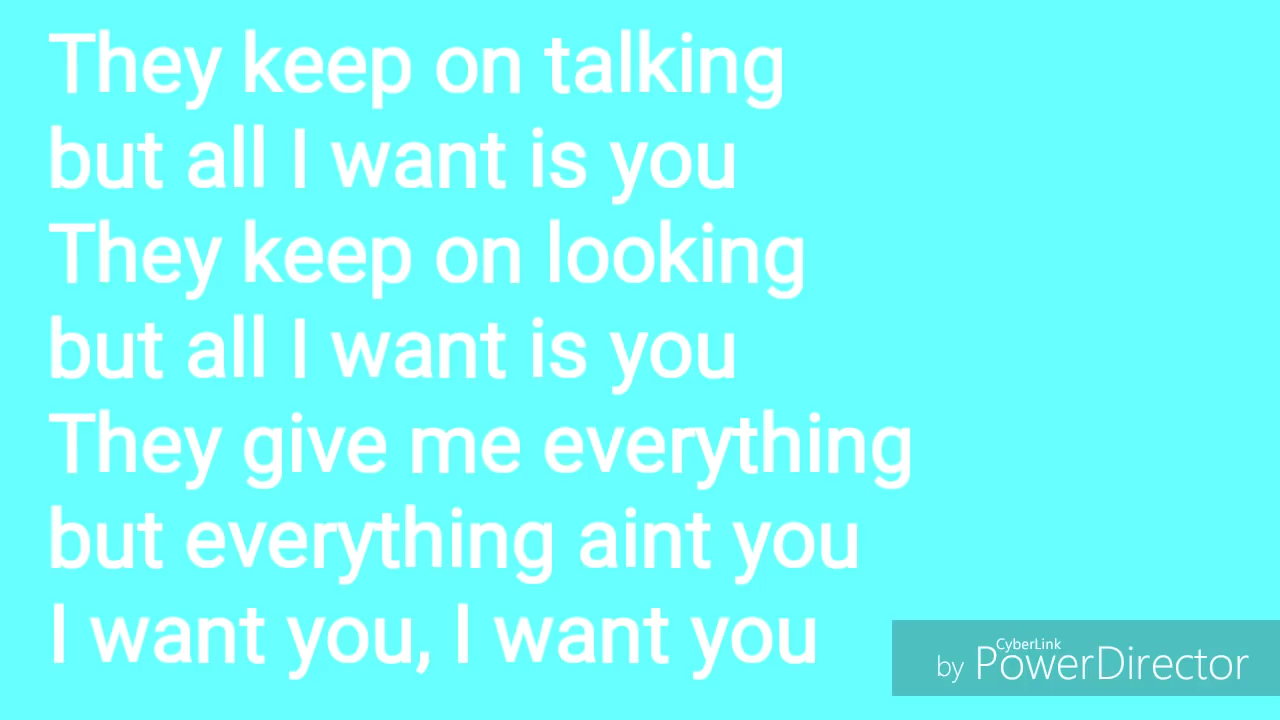 They keep on talking
but all I want is you
They keep on looking
but all I want is you
They give me everything
but everything aint you
I want you, I want you
by CyberLink PowerDirector